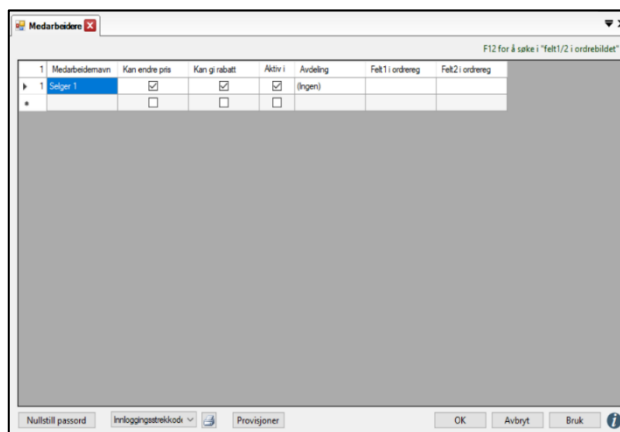 Medarbeidere
F12 for å søke i "felt1/2 i ordrebildet"
1 Medarbeidernavn Kan endre pris Kan gi rabatt Aktiv i Avdeling Felt1 i ordrereg Felt2 i ordrereg
1 Selger 1 (Ingen)
Nullstill passord Innloggingsstrekkode Provisjoner OK Avbryt Bruk